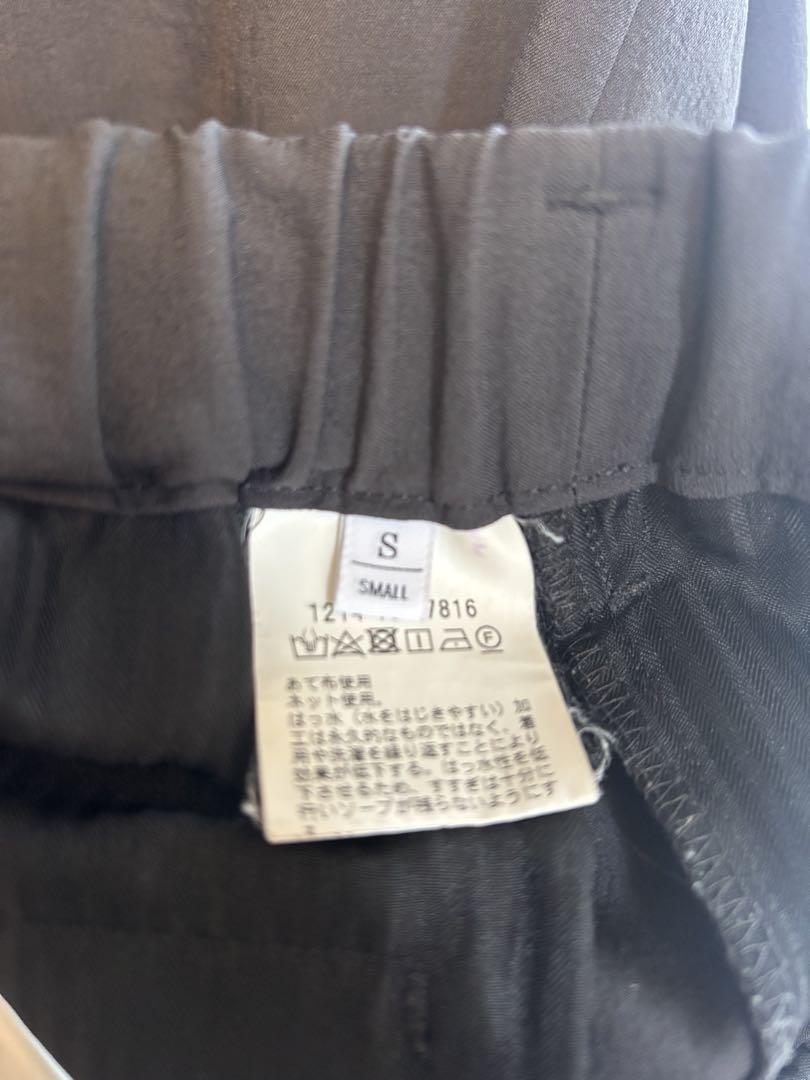 S
SMALL
121 7816
F
あて布使用
ネット使用。
はっ水（水をはじきやすい）加
工は永久的なものではなく、着
用や洗濯を繰り返すことにより
効果が低下する。はっ水性を低
下させるため、すすぎは十分に
行いソープが残らないようにす